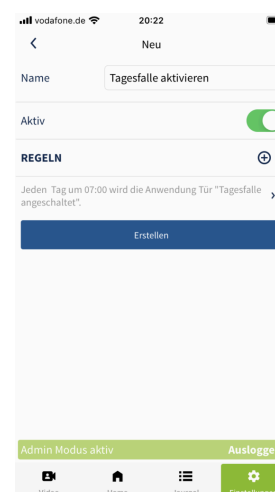 vodafone.de
20:22
Neu
Name
Tagesfalle aktivieren
Aktiv
REGELN
Jeden Tag um 07:00 wird die Anwendung Tür "Tagesfalle
angeschaltet".
Erstellen
Admin Modus aktiv
Auslogge